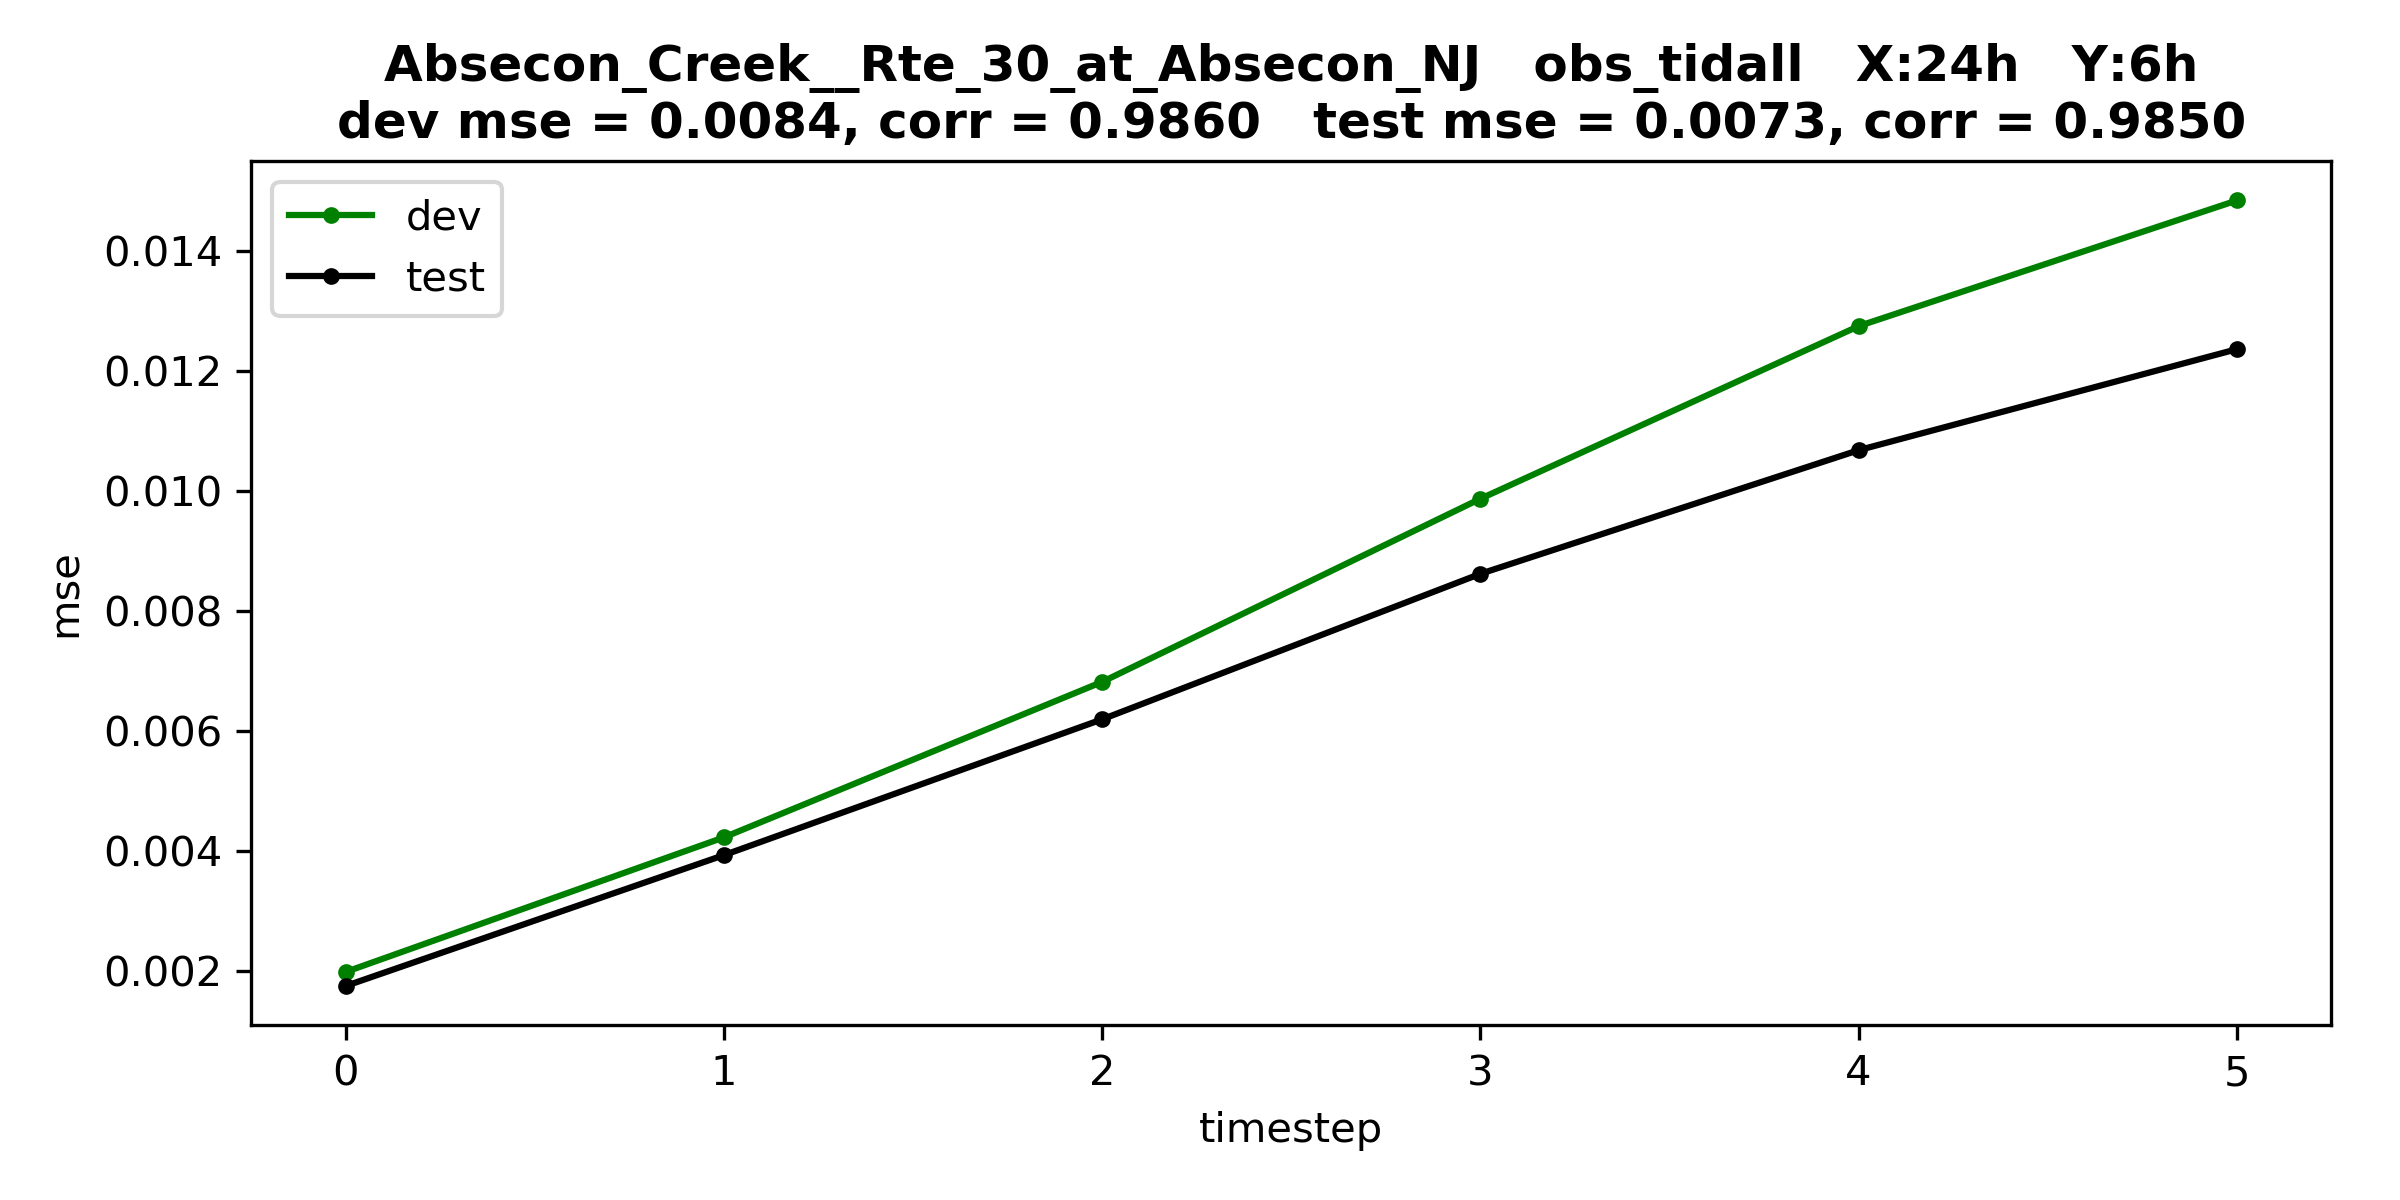 Absecon_Creek__Rte_30_at_Absecon_NJ   obs_tidall   X:24h   Y:6h
dev mse = 0.0084, corr = 0.9860   test mse = 0.0073, corr = 0.9850
dev
test
0.014
0.012
0.010
0.008
0.006
0.004
0.002
mse
0 1 2 3 4 5
timestep